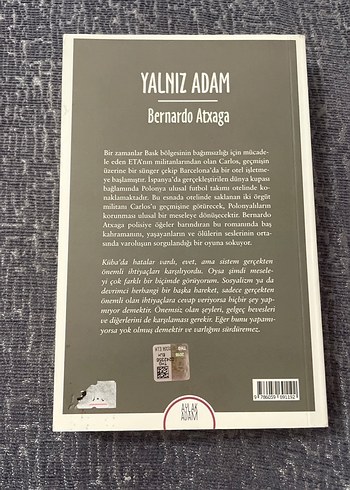 YALNIZ ADAM
Bernardo Atxaga
Bir zamanlar Bask bölgesinin bağımsızlığı için mücade-
le eden ETA'nın militanlarından olan Carlos, geçmişin
üzerine bir sünger çekip Barcelona'da bir otel işletme-
ye başlamıştır. İspanya'da gerçekleştirilen dünya kupası
bağlamında Polonya ulusal futbol takımı otelinde ko-
naklamaktadır. Bu esnada otelinde saklanan iki örgüt
militanı Carlos'u geçmişine götürecek, Polonyalıların
korunması ulusal bir meseleye dönüşecektir. Bernardo
Atxaga polisiye öğeler barındıran bu romanında baş
kahramanın, yaşayanların ve ölülerin seslerinin orta-
sında varoluşun sorgulandığı bir oyuna sokuyor.
Küba'da hatalar vardı, evet, ama sistem gerçekten
önemli ihtiyaçları karşılıyordu. Oysa şimdi mesele-
yi çok farklı bir biçimde görüyorum. Sosyalizm ya da
devrimci herhangi bir başka hareket, sadece gerçekten
önemli olan ihtiyaçlara cevap veriyorsa hiçbir şey yap-
mıyor demektir. Önemsiz olan şeyleri, gelgeç hevesleri
ve diğerlerini de karşılaması gerekir. Eğer bunu yapamı-
yorsa yok olmuş demektir ve varlığını sürdüremez.
AYLAK
ADAM
9 786059 091192